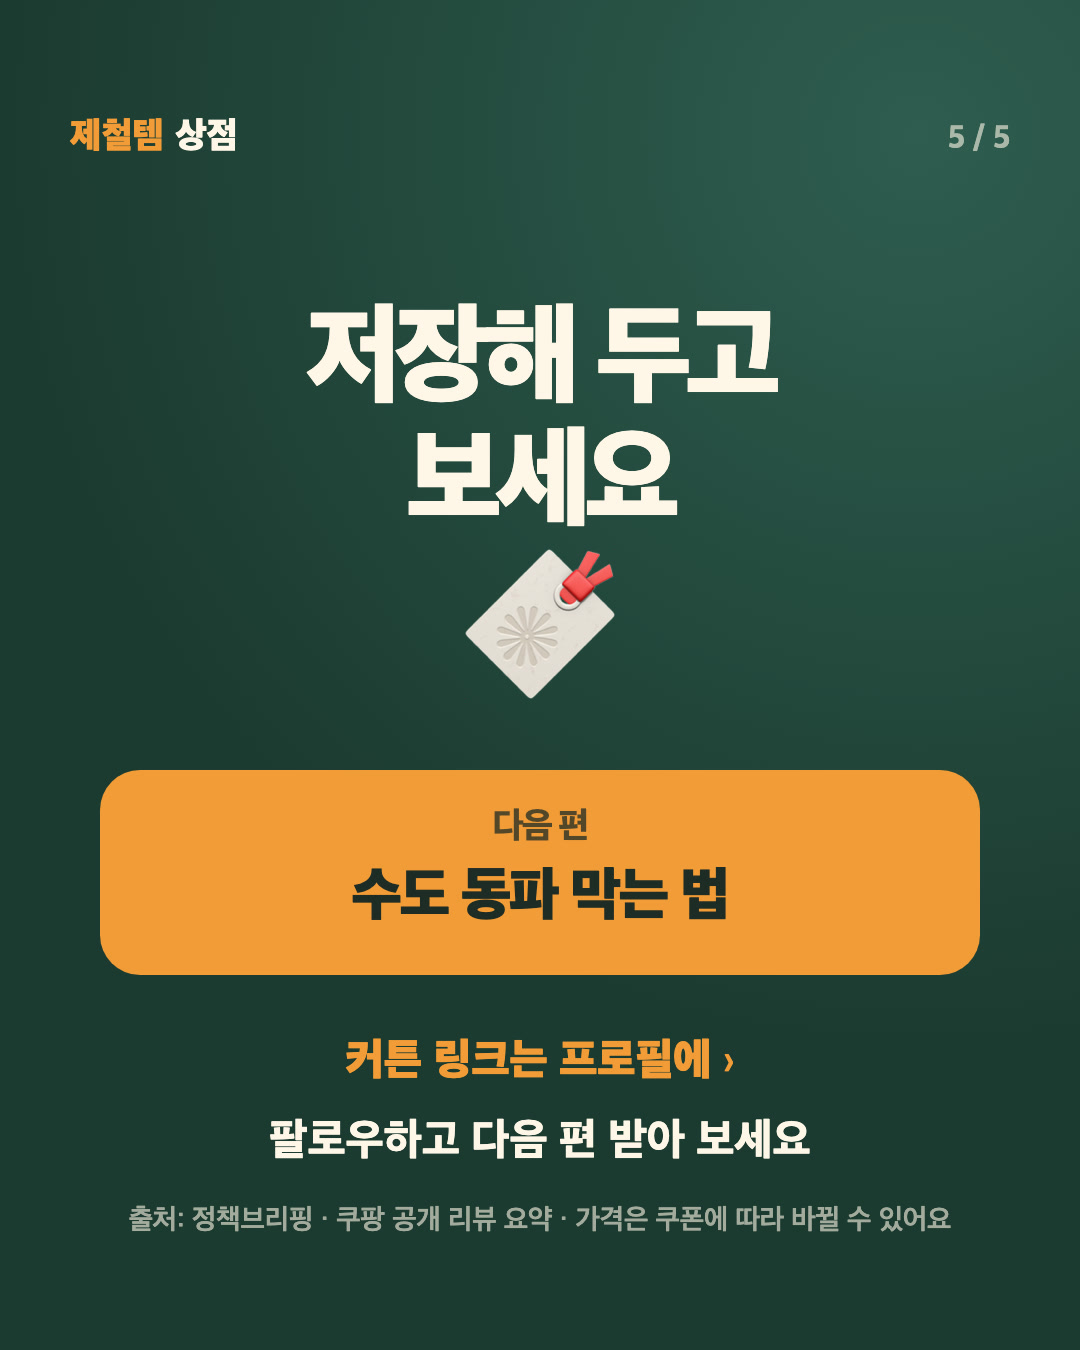 제철템 상점
5 / 5
저장해 두고
보세요
다음 편
수도 동파 막는 법
커튼 링크는 프로필에 ›
팔로우하고 다음 편 받아 보세요
출처: 정책브리핑 · 쿠팡 공개 리뷰 요약 · 가격은 쿠폰에 따라 바뀔 수 있어요